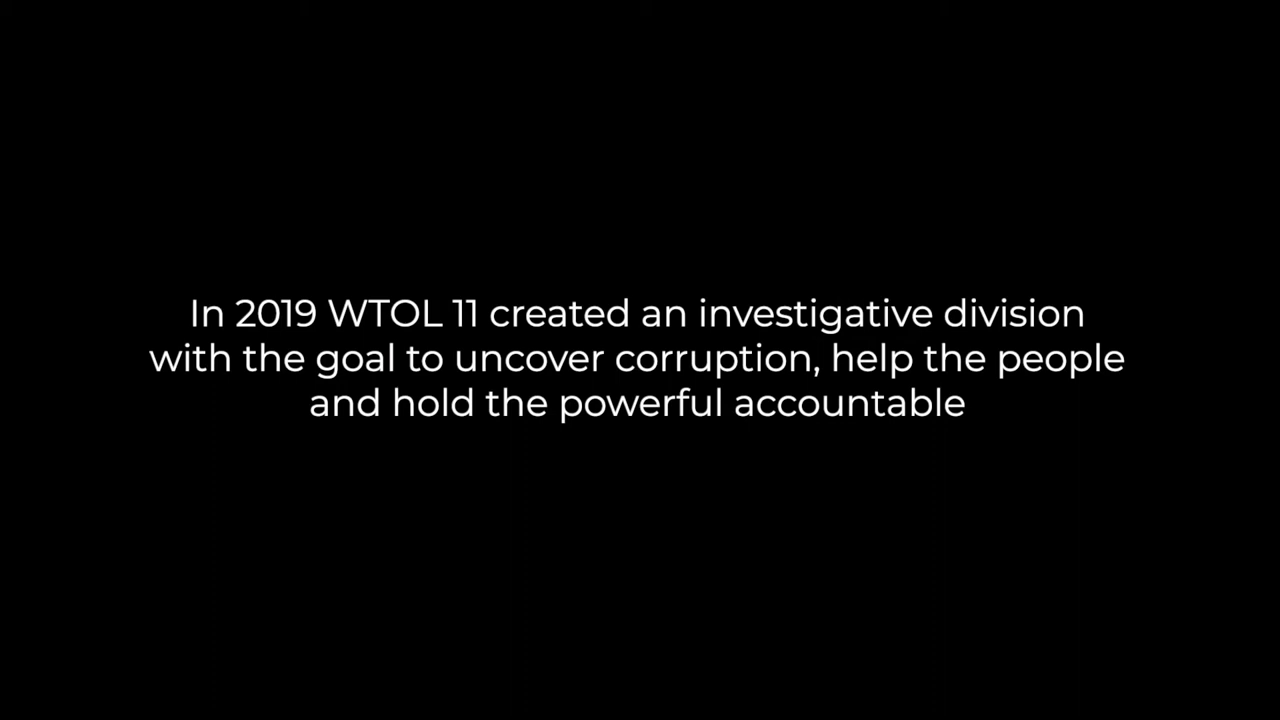 In 2019 WTOL 11 created an investigative division
with the goal to uncover corruption, help the people
and hold the powerful accountable